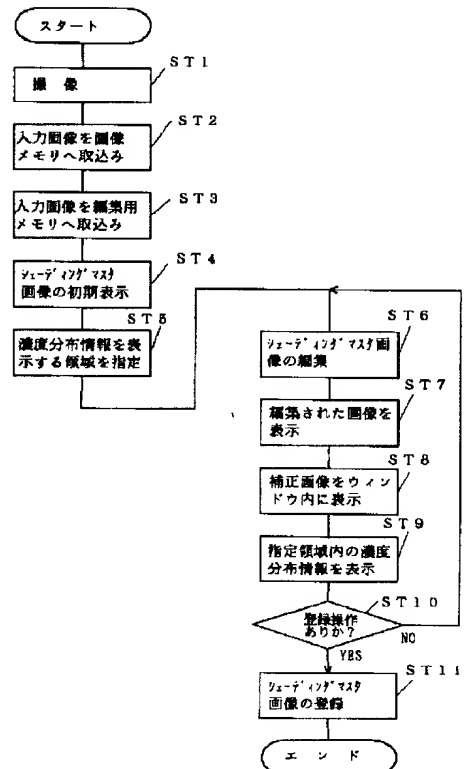 スタート
ST1
撮 像
ST2
入力画像を画像
メモリへ取込み
ST3
入力画像を編集用
メモリへ取込み
ST4
シェーディングマスタ
画像の初期表示
ST5
濃度分布情報を表
示する領域を指定
ST6
シェーディングマスタ画
像の編集
ST7
編集された画像を
表示
ST8
補正画像をウィン
ドウ内に表示
ST9
指定領域内の濃度
分布情報を表示
ST10
登録操作
ありか?
NO
YES
ST11
シェーディングマスタ
画像の登録
エンド